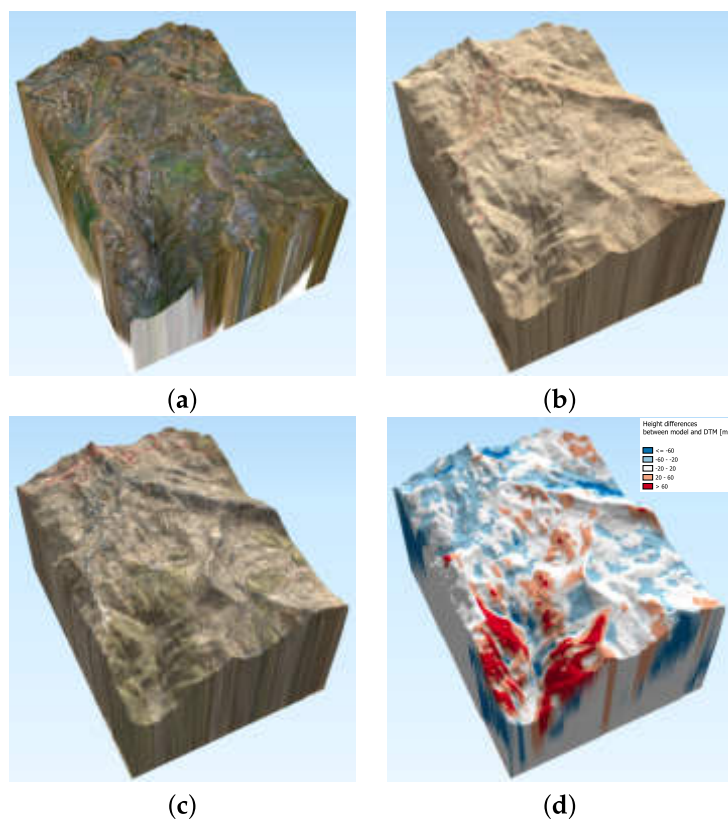 (a)
(b)
Height differences
between model and DTM [m
<= -60
-60 - -20
-20 - 20
20 - 60
> 60
(c)
(d)